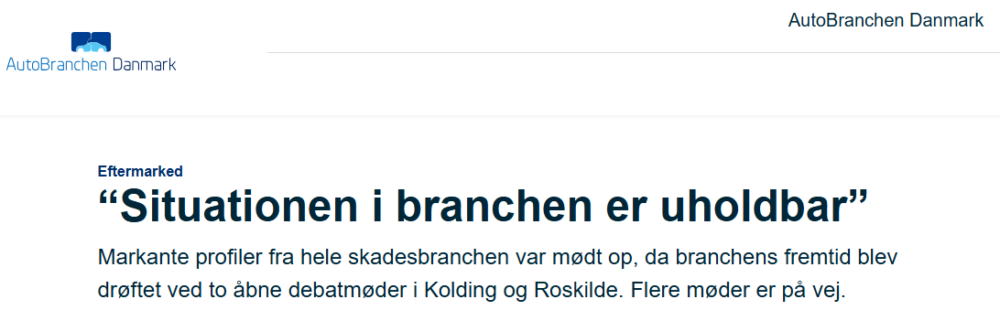 AutoBranchen Danmark
AutoBranchen Danmark
Eftermarked
“Situationen i branchen er uholdbar”
Markante profiler fra hele skadesbranchen var mødt op, da branchens fremtid blev
drøftet ved to åbne debatmøder i Kolding og Roskilde. Flere møder er på vej.